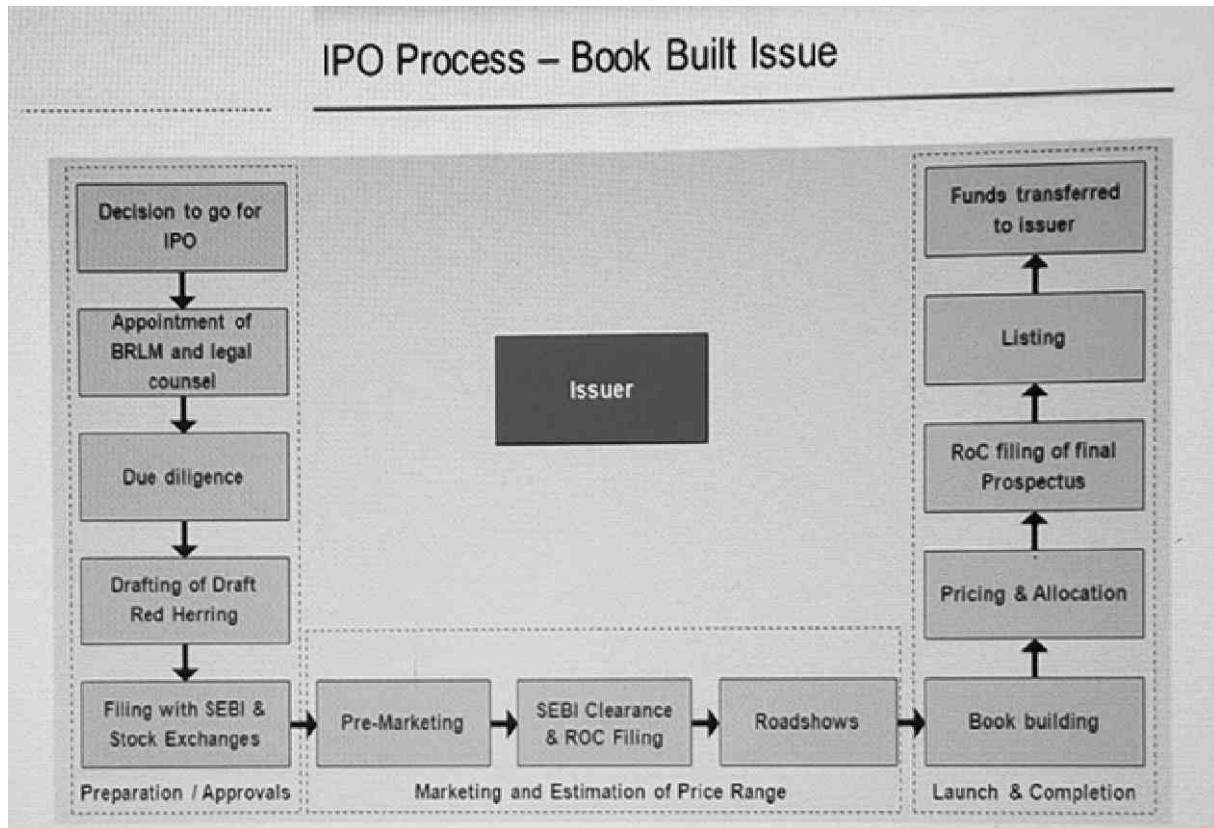 IPO Process – Book Built Issue
Decision to go for
IPO
Appointment of
BRLM and legal
counsel
Due diligence
Drafting of Draft
Red Herring
Filing with SEBI &
Stock Exchanges
Preparation / Approvals
Issuer
Pre-Marketing
SEBI Clearance
& ROC Filing
Roadshows
Marketing and Estimation of Price Range
Funds transferred
to issuer
Listing
RoC filing of final
Prospectus
Pricing & Allocation
Book building
Launch & Completion